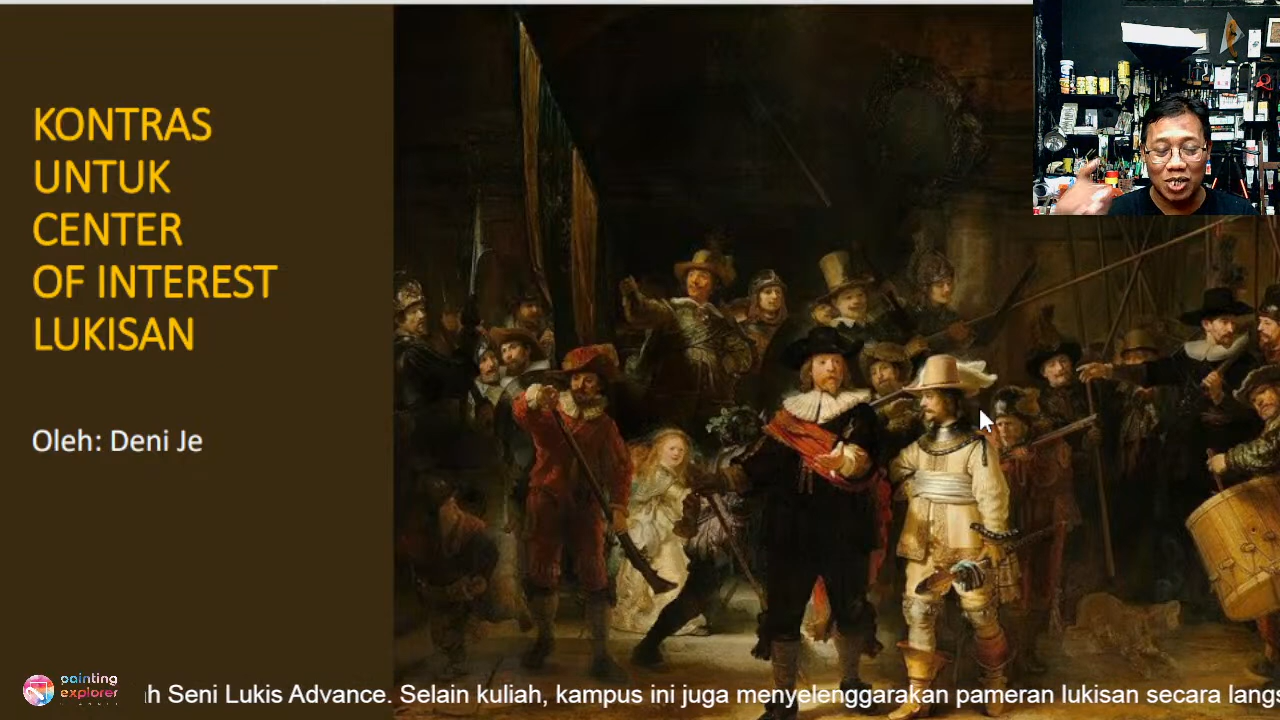 KONTRAS
UNTUK
CENTER
OF INTEREST
LUKISAN
Oleh: Deni Je
painting
explorer
h Seni Lukis Advance. Selain kuliah, kampus ini juga menyelenggarakan pameran lukisan secara langs